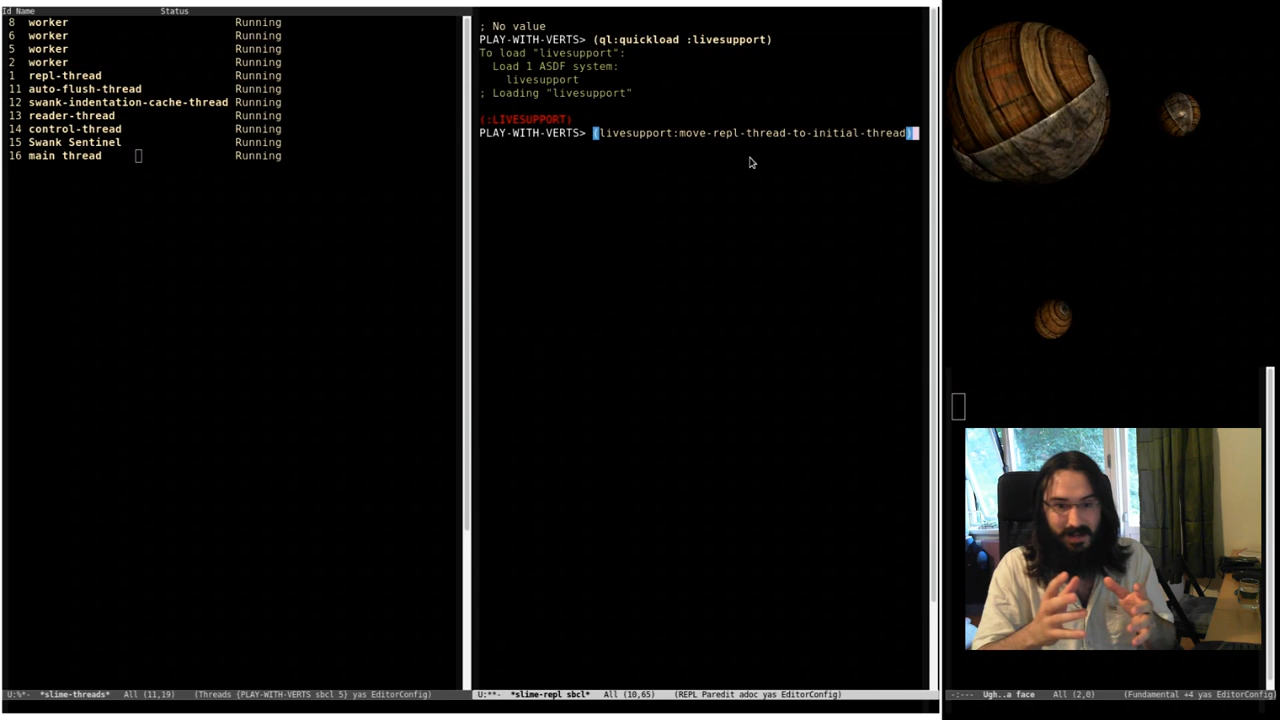 Id Name Status
8 worker Running
6 worker Running
5 worker Running
2 worker Running
1 repl-thread Running
11 auto-flush-thread Running
12 swank-indentation-cache-thread Running
13 reader-thread Running
14 control-thread Running
15 Swank Sentinel Running
16 main thread Running
U:%*- *slime-threads* All (11,19) (Threads {PLAY-WITH-VERTS sbcl 5} yas EditorConfig)
; No value
PLAY-WITH-VERTS> (ql:quickload :livesupport)
To load "livesupport":
Load 1 ASDF system:
livesupport
; Loading "livesupport"
(:LIVESUPPORT)
PLAY-WITH-VERTS> (livesupport:move-repl-thread-to-initial-thread)
U:**- *slime-repl sbcl* All (10,65) (REPL Paredit adoc yas EditorConfig)
-:--- Ugh..a face All (2,0) (Fundamental +4 yas EditorConfig)